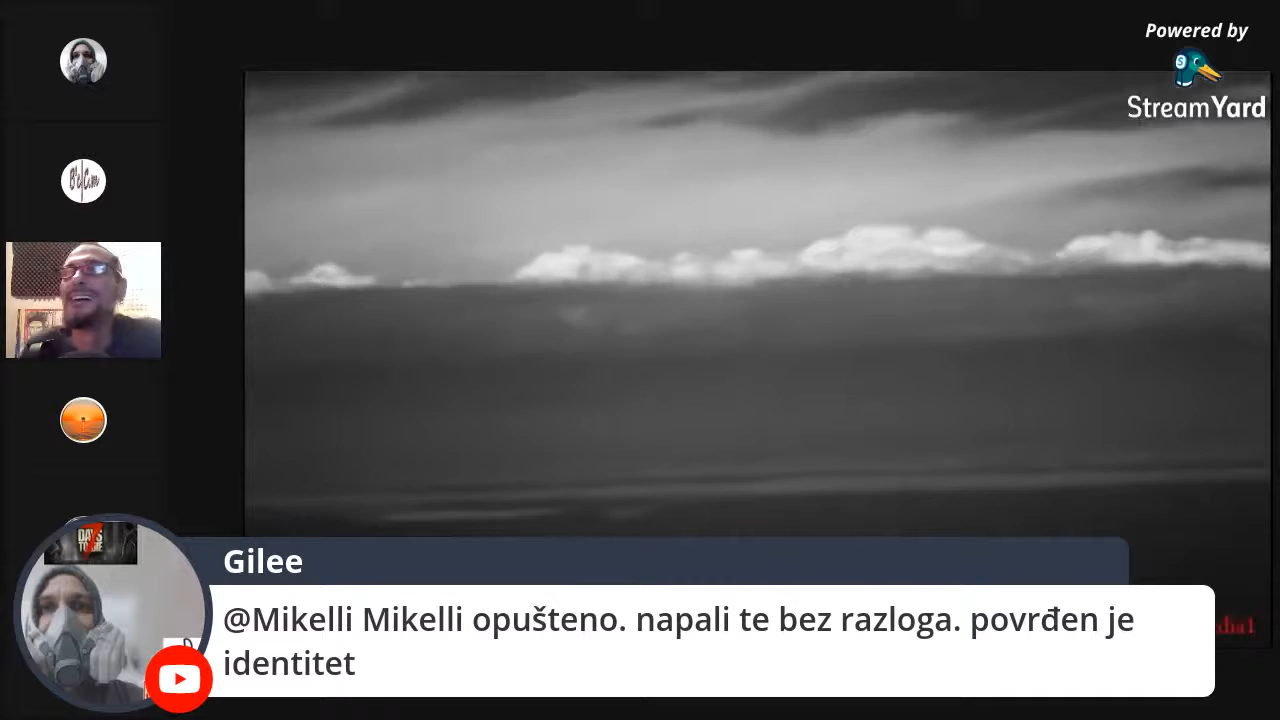 Powered by
StreamYard
Gilee
@Mikelli Mikelli opušteno. napali te bez razloga. povrđen je
identitet